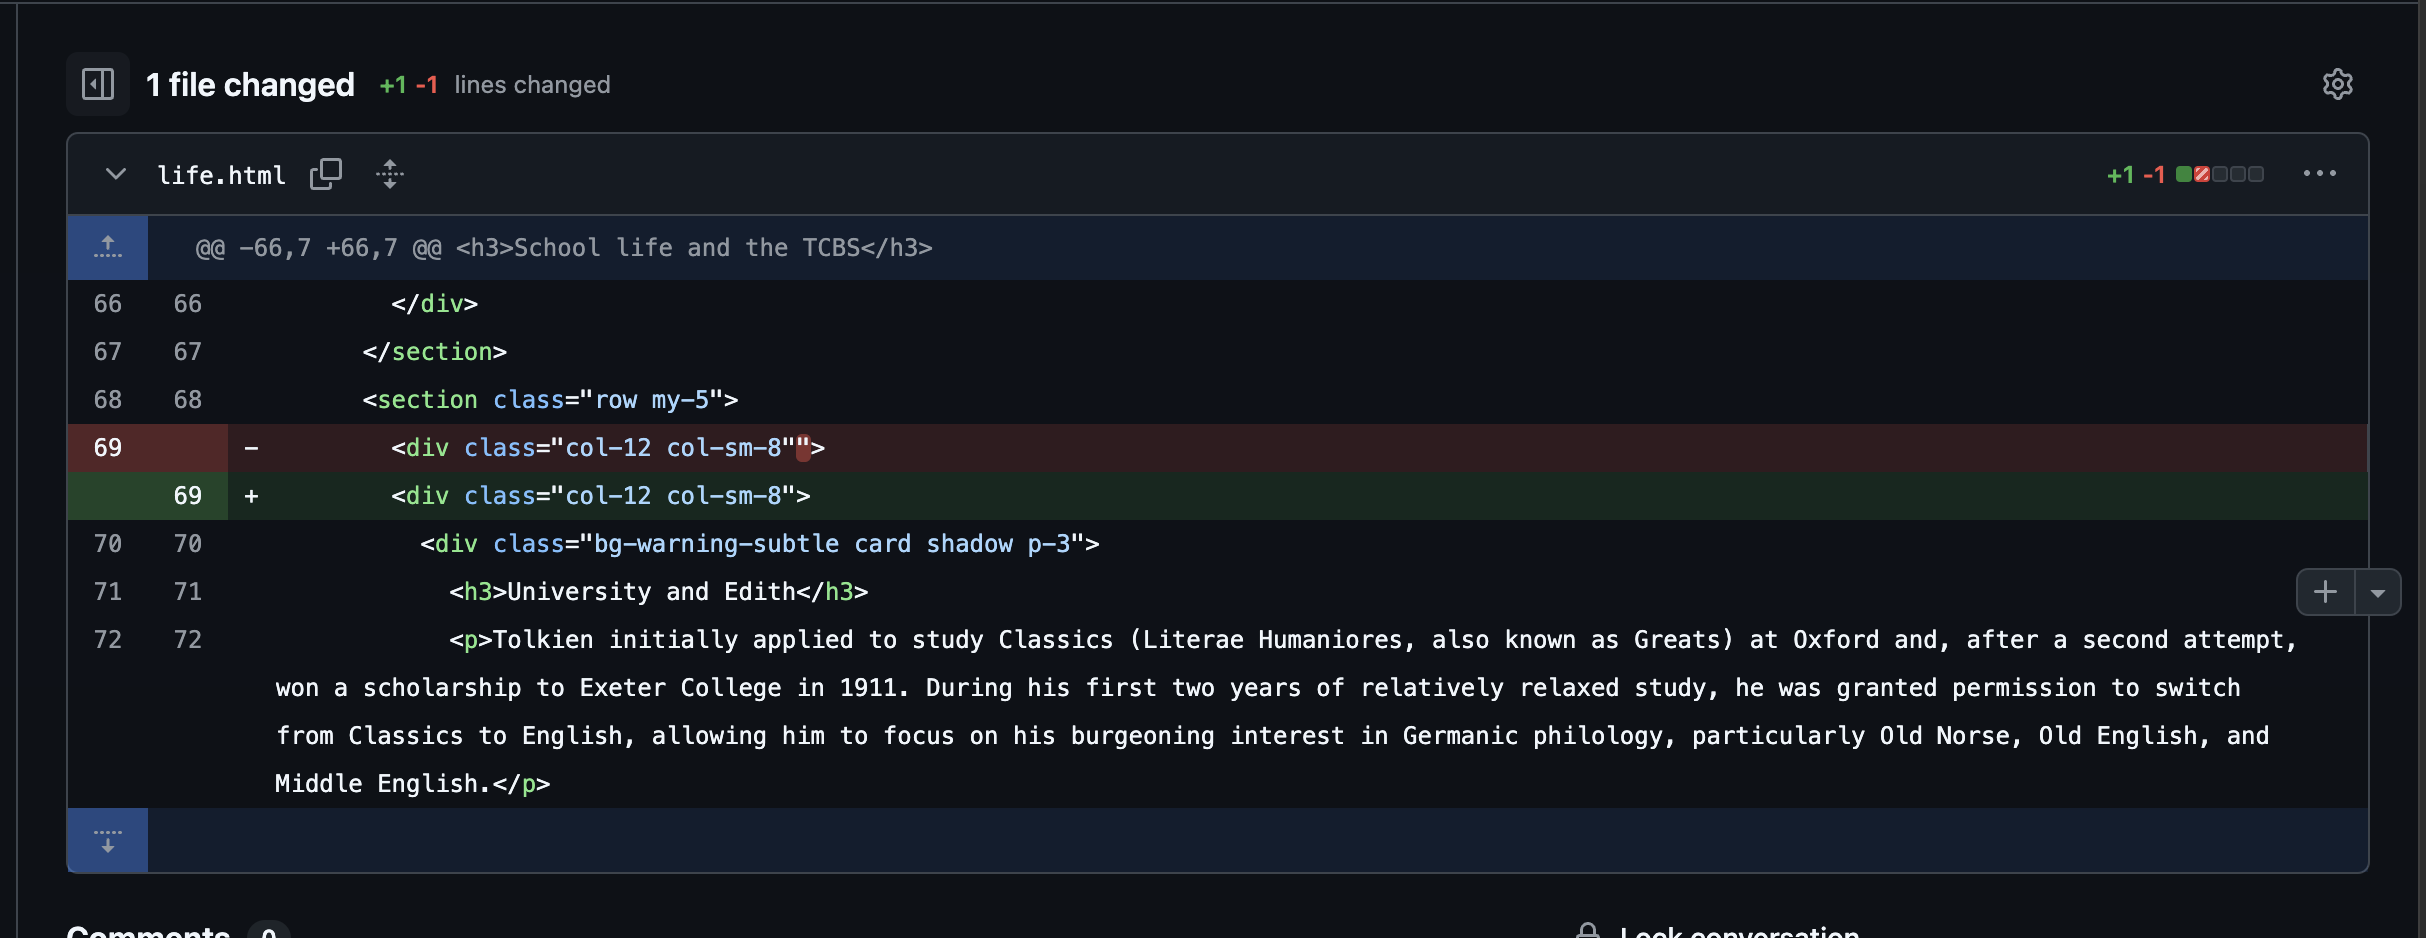 1 file changed +1 -1 lines changed
life.html +1 -1
@@ -66,7 +66,7 @@ <h3>School life and the TCBS</h3>
66 66 </div>
67 67 </section>
68 68 <section class="row my-5">
69 - <div class="col-12 col-sm-8"">
69 + <div class="col-12 col-sm-8">
70 70 <div class="bg-warning-subtle card shadow p-3">
71 71 <h3>University and Edith</h3>
72 72 <p>Tolkien initially applied to study Classics (Literae Humaniores, also known as Greats) at Oxford and, after a second attempt,
won a scholarship to Exeter College in 1911. During his first two years of relatively relaxed study, he was granted permission to switch
from Classics to English, allowing him to focus on his burgeoning interest in Germanic philology, particularly Old Norse, Old English, and
Middle English.</p>
Comments 0 Lock conversation